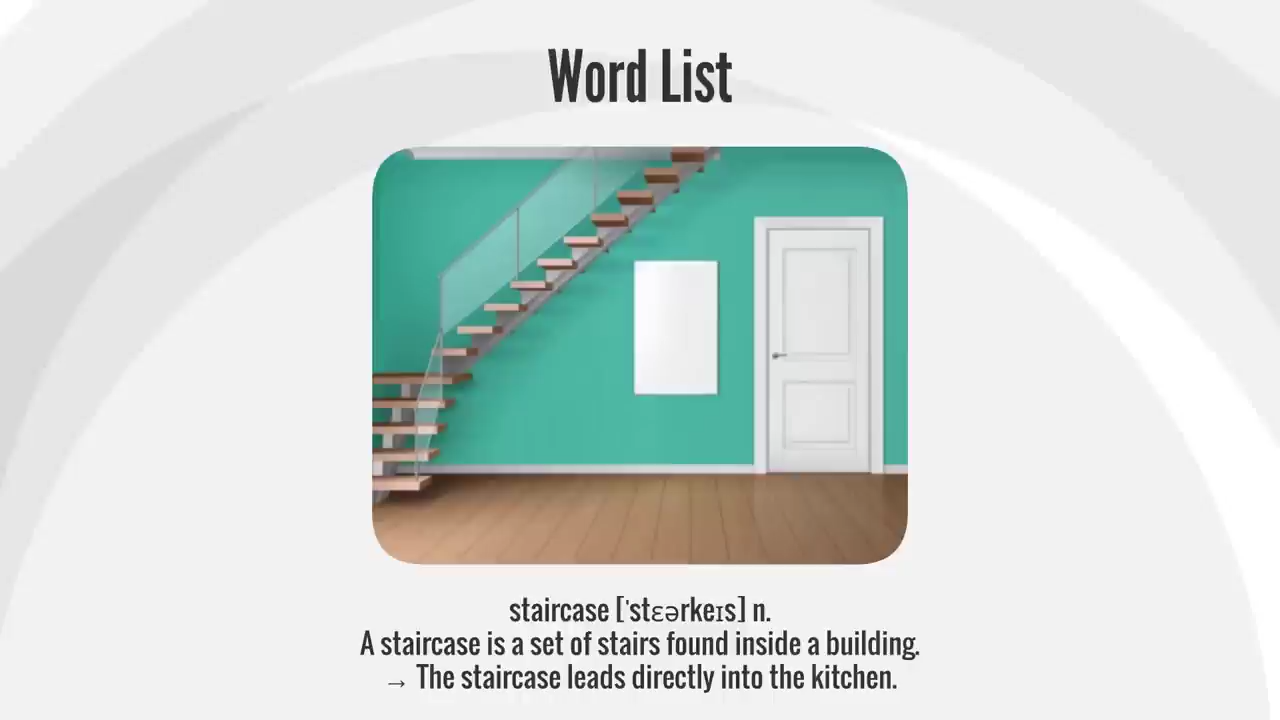 Word List
staircase [ˈstɛərkeɪs] n.
A staircase is a set of stairs found inside a building.
→ The staircase leads directly into the kitchen.